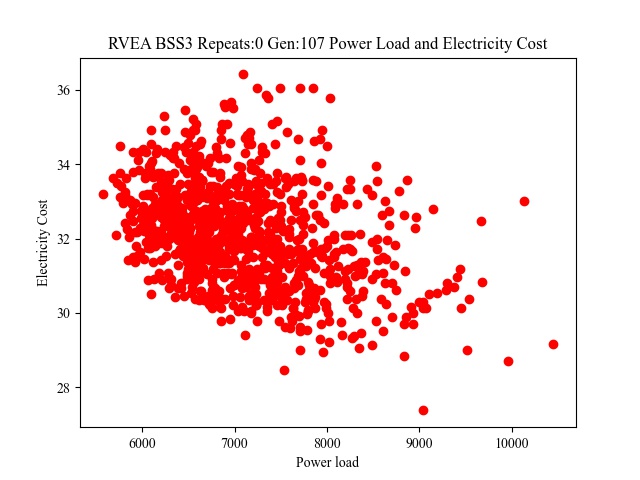 RVEA BSS3 Repeats:0 Gen:107 Power Load and Electricity Cost
Electricity Cost
36
34
32
30
28
6000 7000 8000 9000 10000
Power load